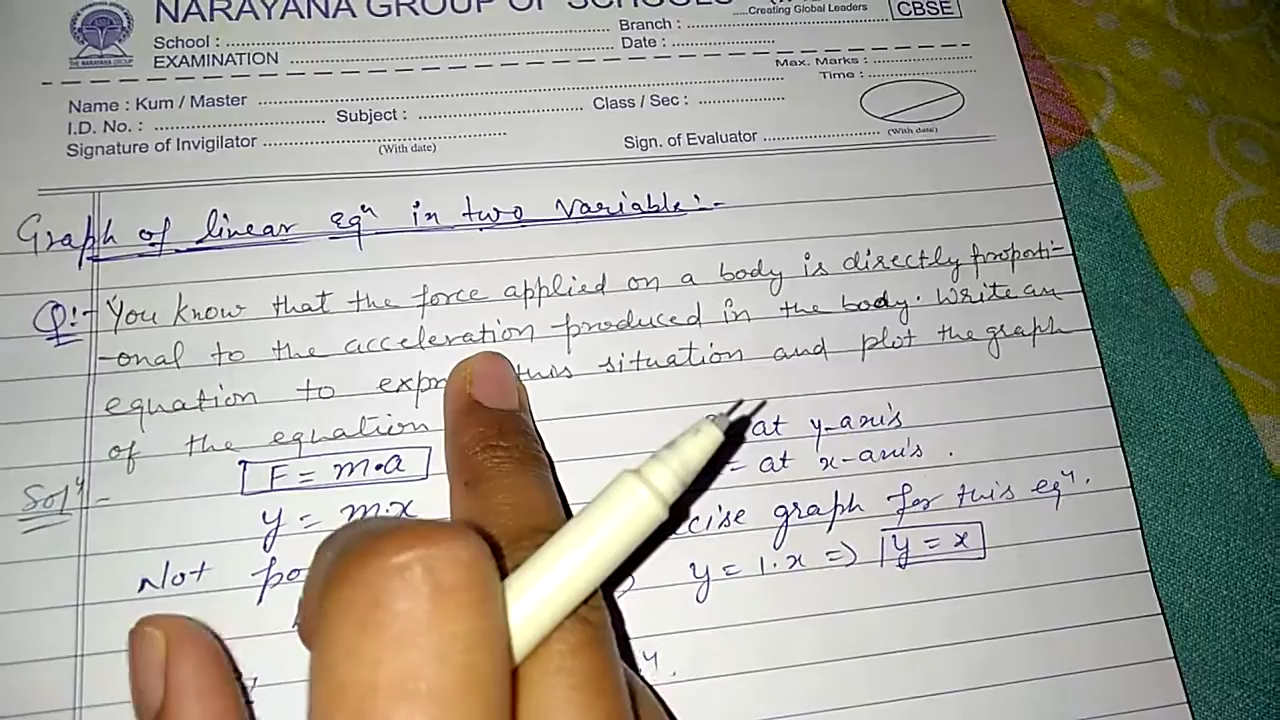 NARAYANA GROUP OF SCHOOLS
.....Creating Global Leaders
CBSE
THE NARAYANA GROUP
School :
Branch :
EXAMINATION
Date :
Max. Marks :
Time :
Name : Kum / Master
I.D. No. :
Subject :
Class / Sec :
(With date)
Signature of Invigilator
(With date)
Sign. of Evaluator
Graph of linear eqn in two variable:-
Q:- You know that the force applied on a body is directly proporti-
-onal to the acceleration produced in the body. Write an
equation to this situation and plot the graph
of the equation
at y-axis
Soln - F = m.a
at x-axis.
y = m.x
graph for this eqn.
Not
y = 1.x => y = x